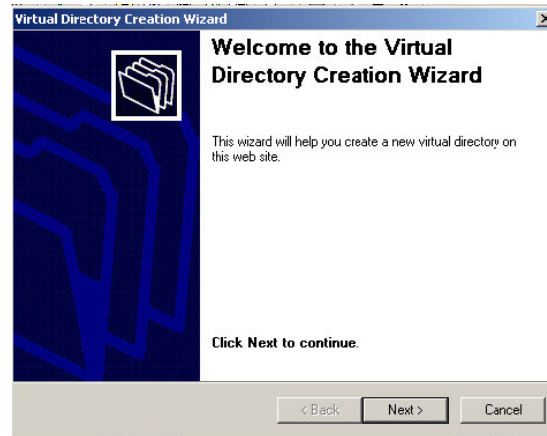 Virtual Directory Creation Wizard
Welcome to the Virtual
Directory Creation Wizard
This wizard will help you create a new virtual directory on
this web site.
Click Next to continue.
< Back
Next >
Cancel